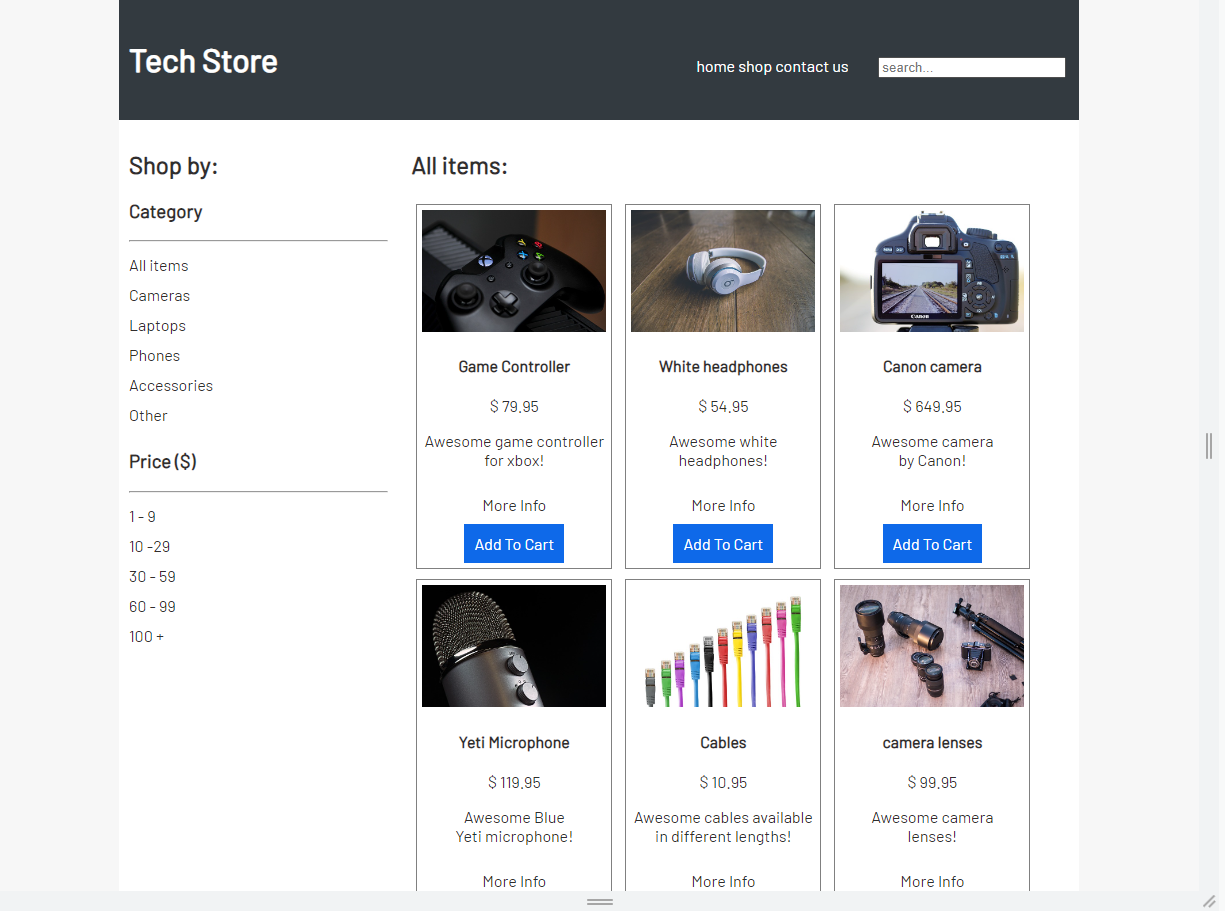 Tech Store
home shop contact us
search...
Shop by:
Category
All items
Cameras
Laptops
Phones
Accessories
Other
Price ($)
1 - 9
10 -29
30 - 59
60 - 99
100 +
All items:
Game Controller
$ 79.95
Awesome game controller
for xbox!
More Info
Add To Cart
White headphones
$ 54.95
Awesome white
headphones!
More Info
Add To Cart
Canon
Canon camera
$ 649.95
Awesome camera
by Canon!
More Info
Add To Cart
Yeti Microphone
$ 119.95
Awesome Blue
Yeti microphone!
More Info
Cables
$ 10.95
Awesome cables available
in different lengths!
More Info
camera lenses
$ 99.95
Awesome camera
lenses!
More Info